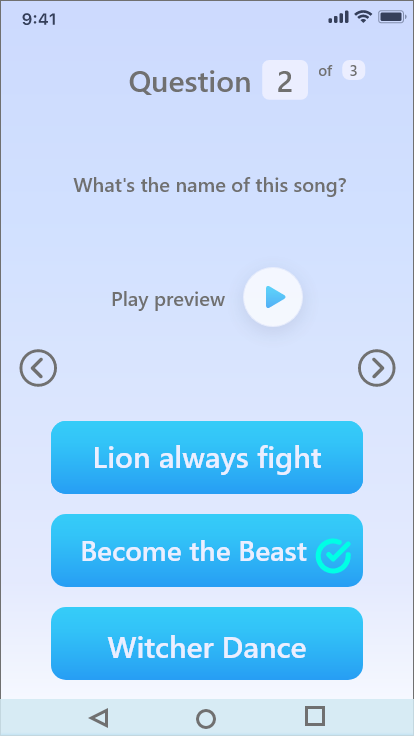 9:41
Question 2 of 3
What's the name of this song?
Play preview
Lion always fight
Become the Beast
Witcher Dance